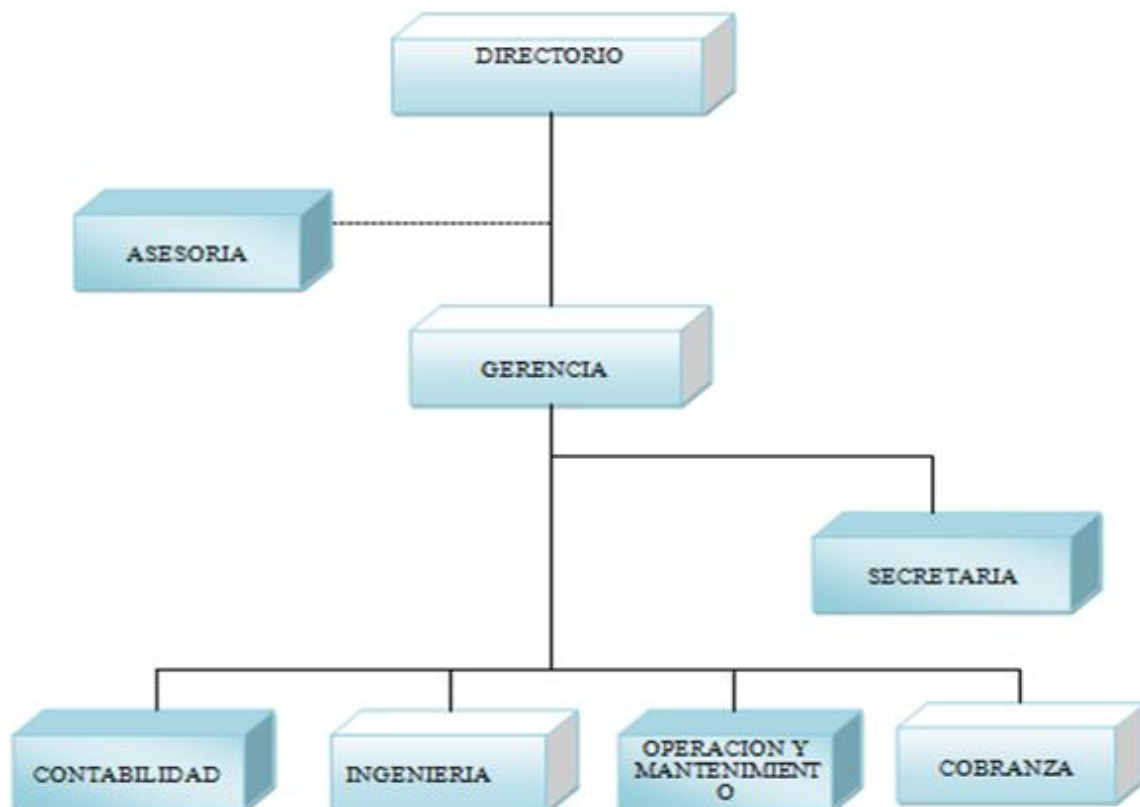 DIRECTORIO
ASESORIA
GERENCIA
SECRETARIA
CONTABILIDAD
INGENIERIA
OPERACION Y
MANTENIMIENT
O
COBRANZA